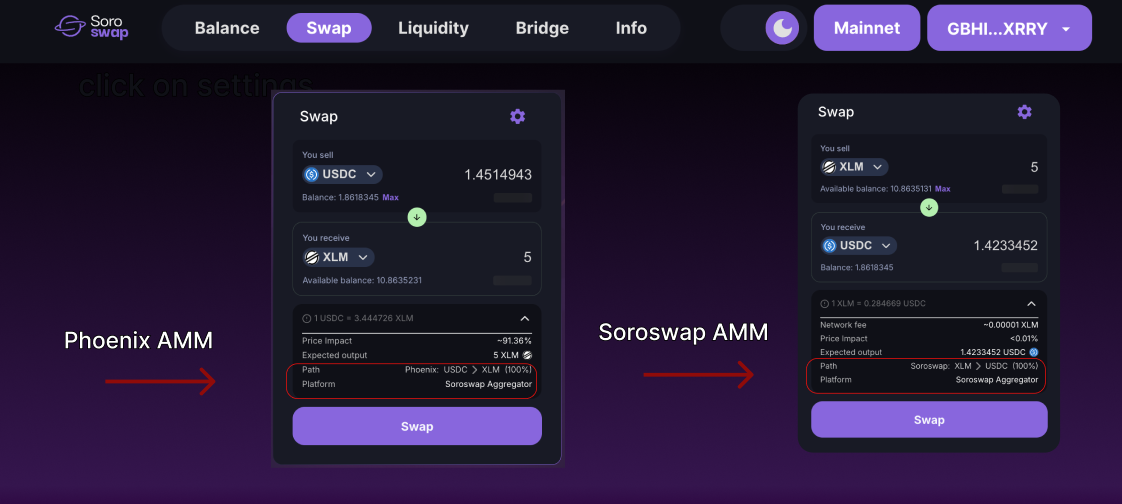 Soro
swap
Balance
Swap
Liquidity
Bridge
Info
Mainnet
GBHI...XRRY
click on settings
Swap
You sell
USDC
1.4514943
Balance: 1.8618345 Max
You receive
XLM
5
Available balance: 10.8635231
1 USDC = 3.444726 XLM
Price Impact ~91.36%
Expected output 5 XLM
Path Phoenix: USDC > XLM (100%)
Platform Soroswap Aggregator
Swap
Phoenix AMM
Swap
You sell
XLM
5
Available balance: 10.8635131 Max
You receive
USDC
1.4233452
Balance: 1.8618345
1 XLM = 0.284669 USDC
Network fee ~0.00001 XLM
Price Impact <0.01%
Expected output 1.4233452 USDC
Path Soroswap: XLM > USDC (100%)
Platform Soroswap Aggregator
Swap
Soroswap AMM